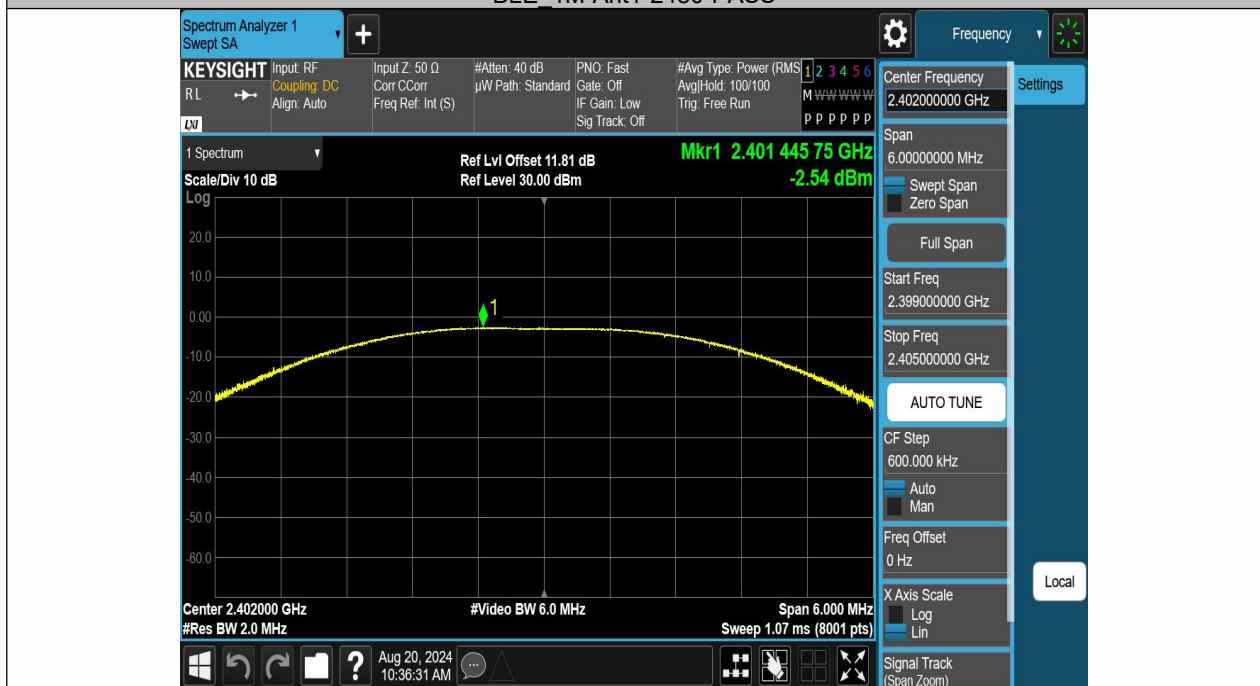 Spectrum Analyzer 1
Swept SA
Frequency
KEYSIGHT
R L
LXI
Input: RF
Coupling: DC
Align: Auto
Input Z: 50 Ω
Corr CCorr
Freq Ref: Int (S)
#Atten: 40 dB
µW Path: Standard
PNO: Fast
Gate: Off
IF Gain: Low
Sig Track: Off
#Avg Type: Power (RMS
Avg|Hold: 100/100
Trig: Free Run
1 2 3 4 5 6
M W W W W W
P P P P P P
1 Spectrum
Scale/Div 10 dB
Log
Ref Lvl Offset 11.81 dB
Ref Level 30.00 dBm
Mkr1 2.401 445 75 GHz
-2.54 dBm
20.0
10.0
0.00
-10.0
-20.0
-30.0
-40.0
-50.0
-60.0
1
Center 2.402000 GHz
#Res BW 2.0 MHz
#Video BW 6.0 MHz
Span 6.000 MHz
Sweep 1.07 ms (8001 pts)
?
Aug 20, 2024
10:36:31 AM
Center Frequency
2.402000000 GHz
Settings
Span
6.00000000 MHz
Swept Span
Zero Span
Full Span
Start Freq
2.399000000 GHz
Stop Freq
2.405000000 GHz
AUTO TUNE
CF Step
600.000 kHz
Auto
Man
Freq Offset
0 Hz
X Axis Scale
Log
Lin
Local
Signal Track
(Span Zoom)